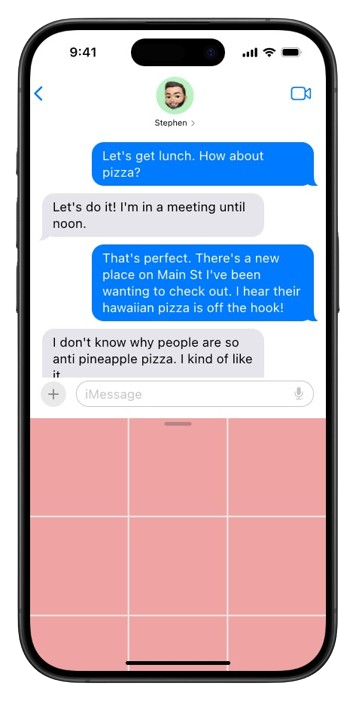 9:41
Stephen
Let's get lunch. How about
pizza?
Let's do it! I'm in a meeting until
noon.
That's perfect. There's a new
place on Main St I've been
wanting to check out. I hear their
hawaiian pizza is off the hook!
I don't know why people are so
anti pineapple pizza. I kind of like
it
iMessage